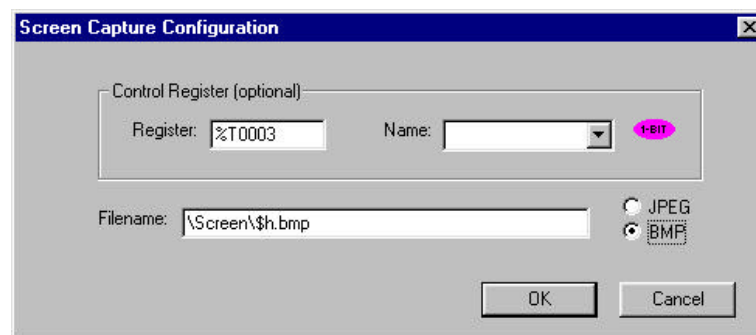 Screen Capture Configuration
Control Register (optional)
Register: %T0003 Name: 1-BIT
Filename: \Screen\$h.bmp
JPEG
BMP
OK Cancel